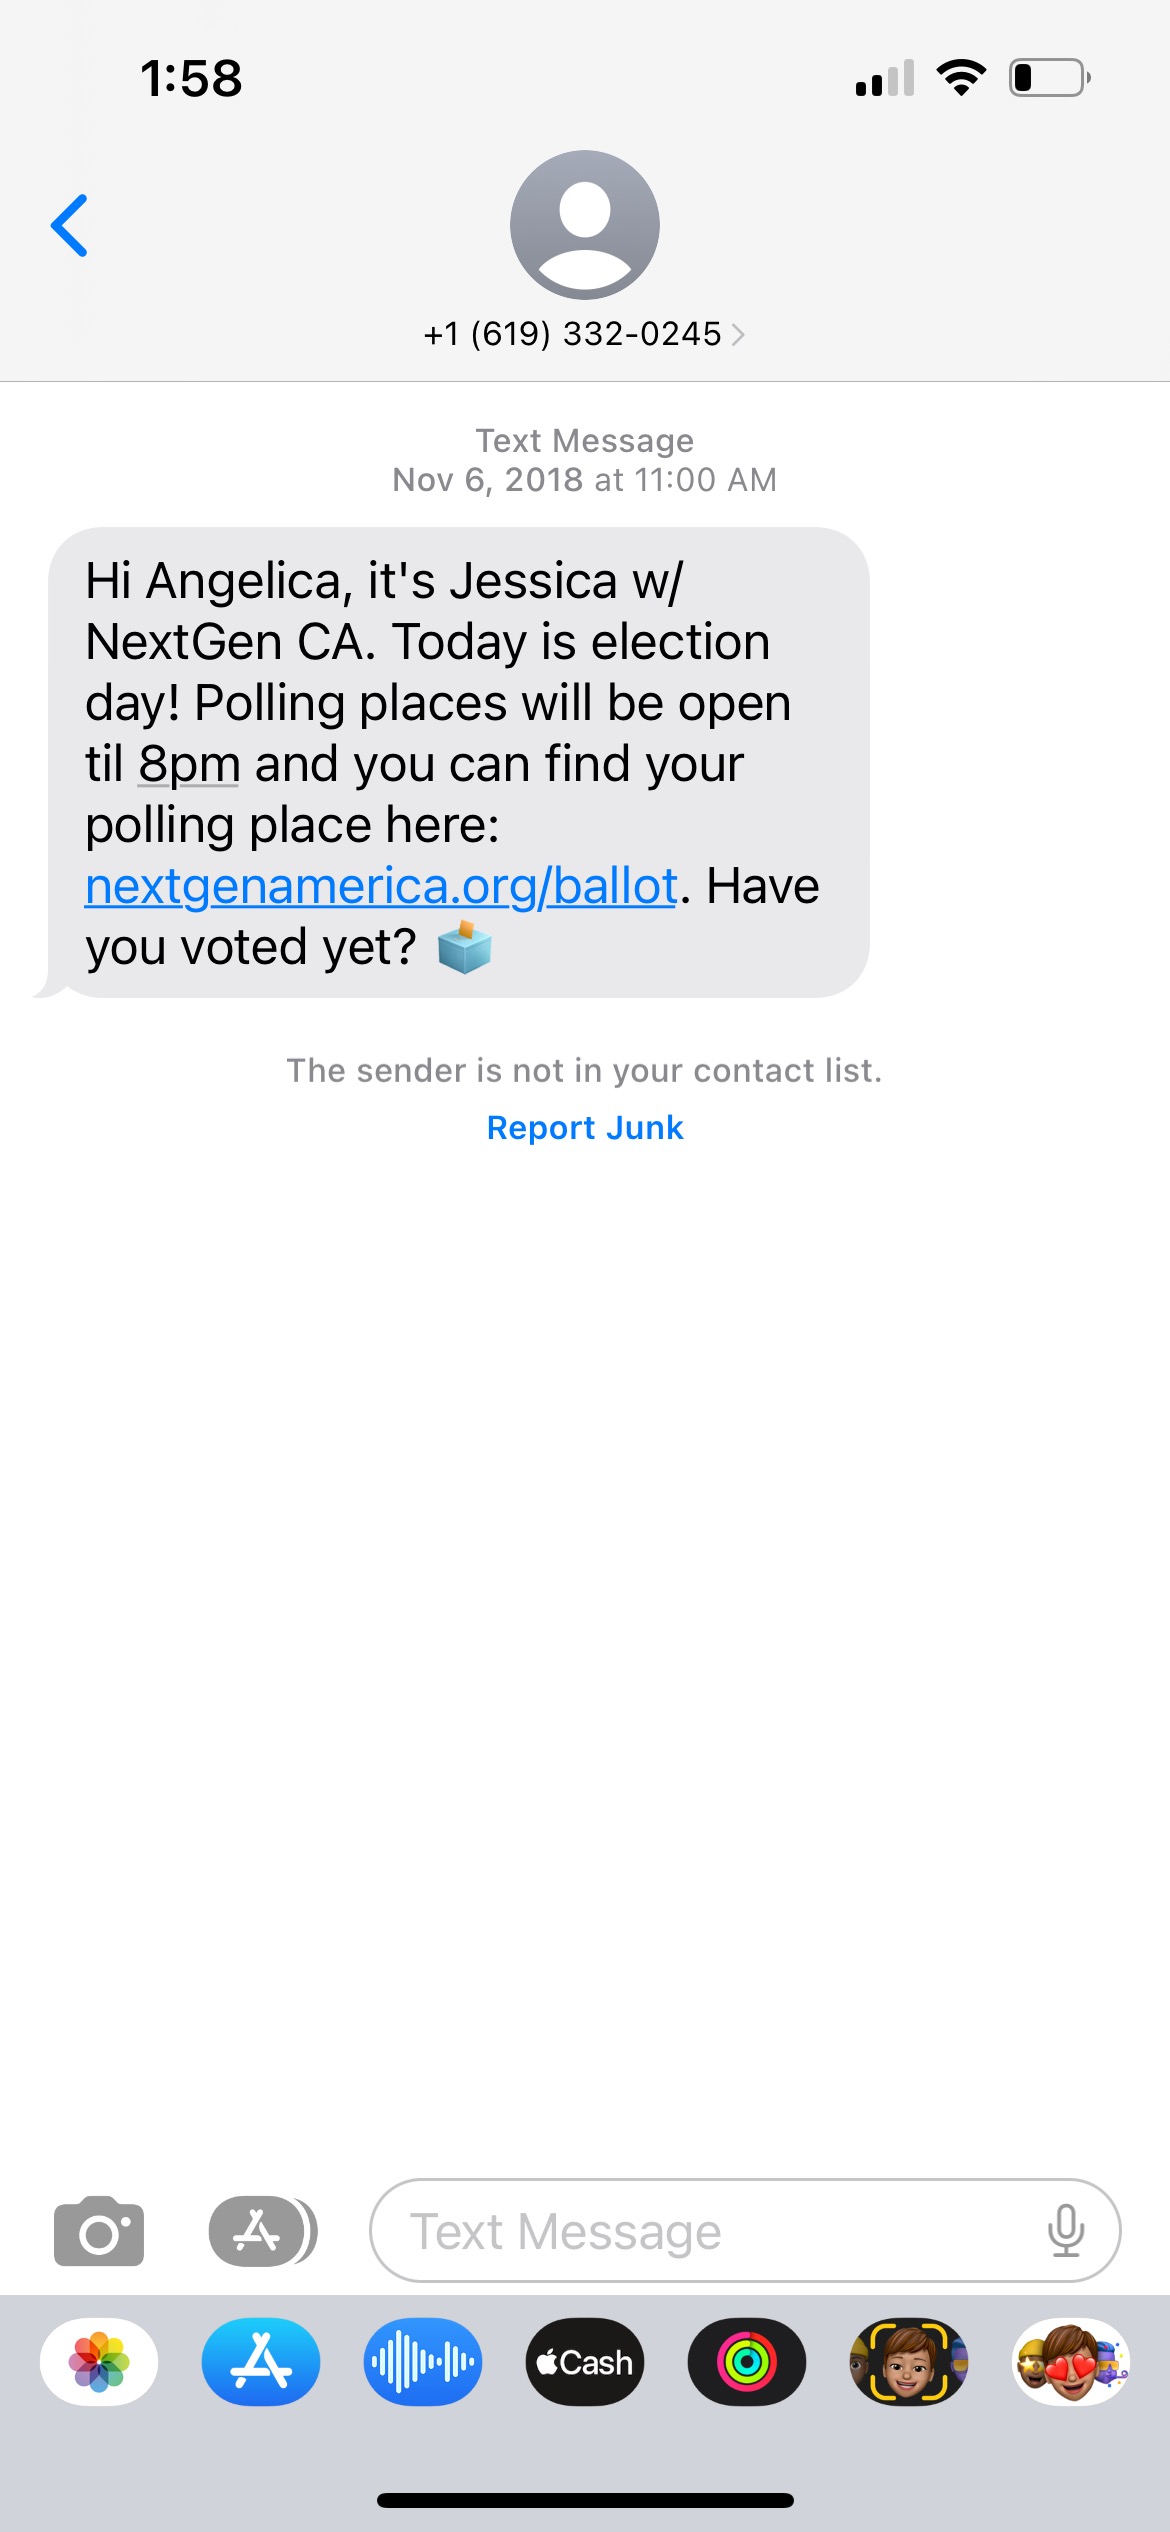 1:58
+1 (619) 332-0245
Text Message
Nov 6, 2018 at 11:00 AM
Hi Angelica, it's Jessica w/
NextGen CA. Today is election
day! Polling places will be open
til 8pm and you can find your
polling place here:
nextgenamerica.org/ballot. Have
you voted yet? 🗳️
The sender is not in your contact list.
Report Junk
Text Message
Cash